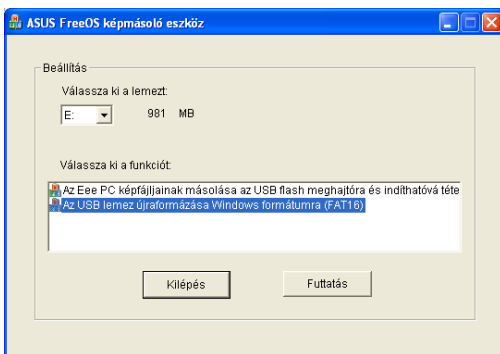 ASUS FreeOS képmásoló eszköz
Beállítás
Válassza ki a lemezt:
E: 981 MB
Válassza ki a funkciót:
Az Eee PC képfájljainak másolása az USB flash meghajtóra és indíthatóvá téte
Az USB lemez újraformázása Windows formátumra (FAT16)
Kilépés Futtatás